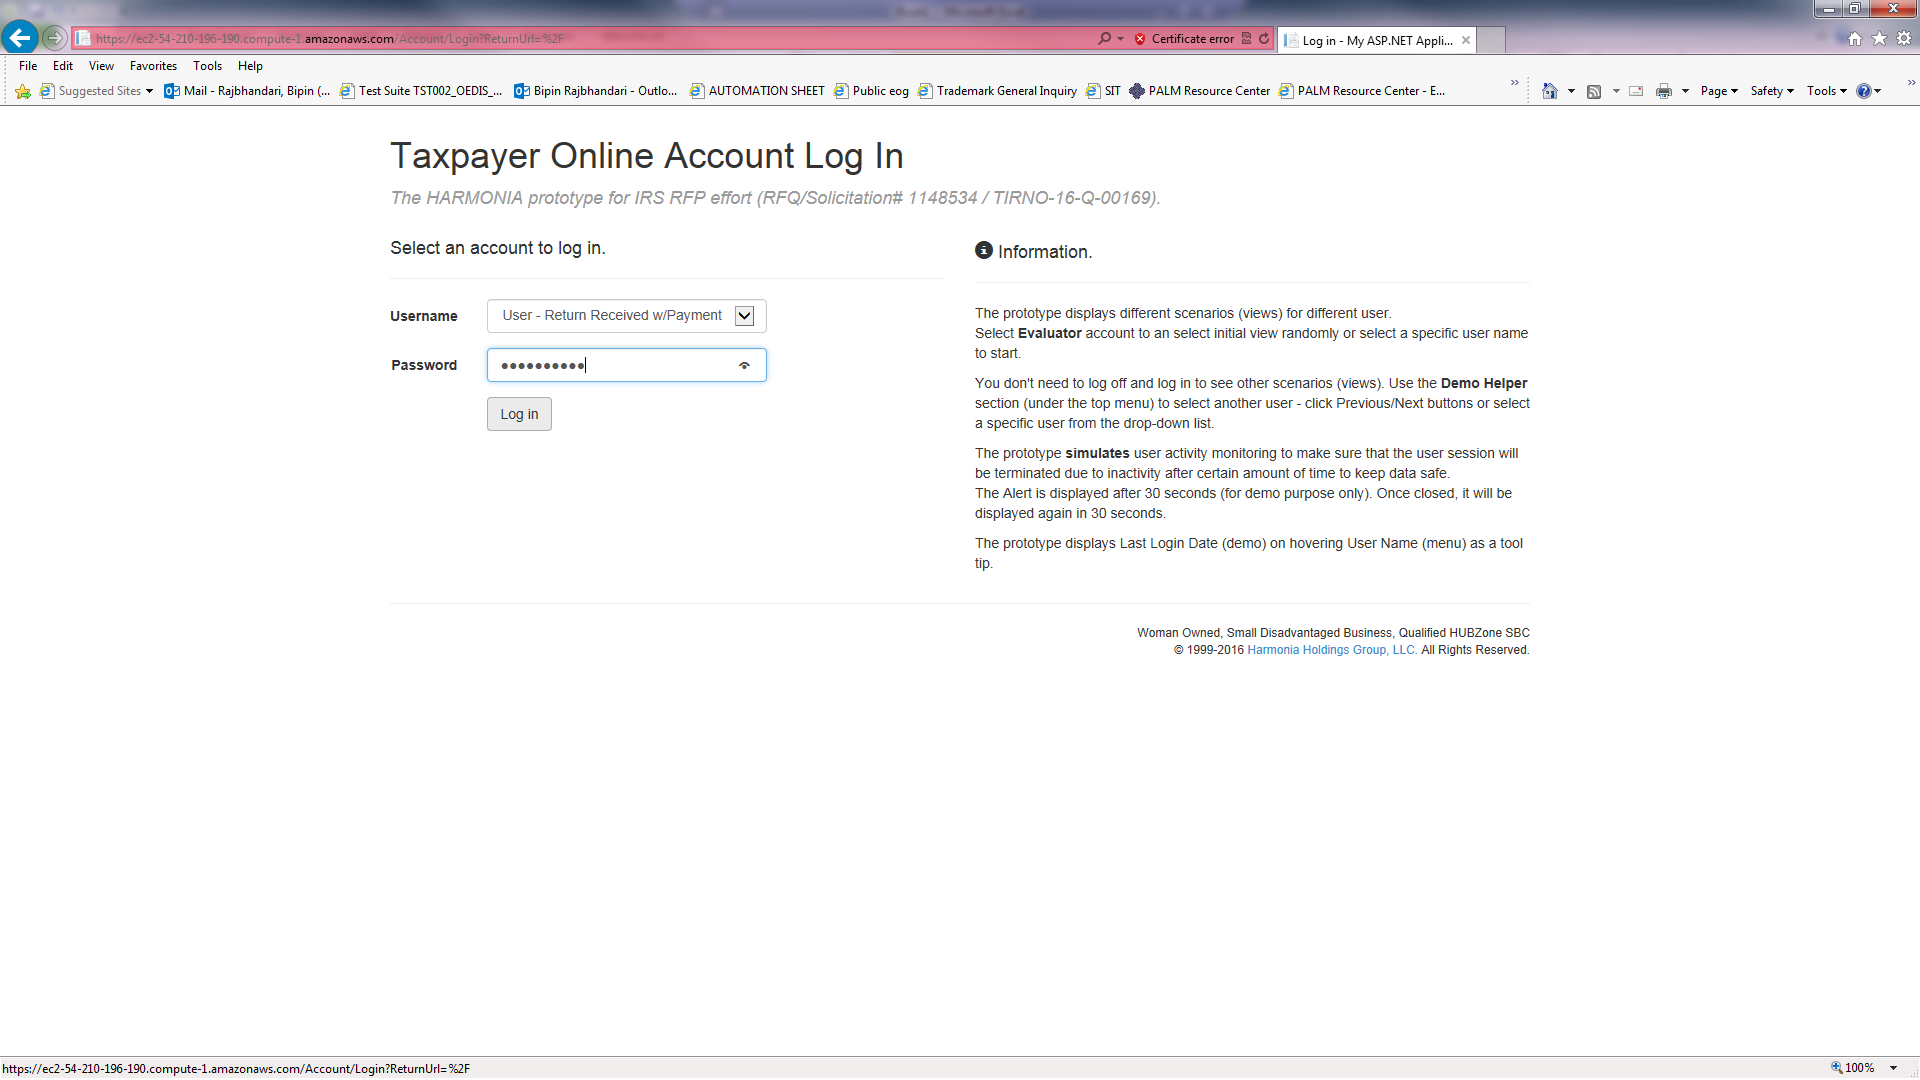 https://ec2-54-210-196-190.compute-1.amazonaws.com/Account/Login?ReturnUrl=%2F
Certificate error
Log in - My ASP.NET Appli...
File Edit View Favorites Tools Help
Suggested Sites
Mail - Rajbhandari, Bipin (...
Test Suite TST002_OEDIS_...
Bipin Rajbhandari - Outlo...
AUTOMATION SHEET
Public eog
Trademark General Inquiry
SIT
PALM Resource Center
PALM Resource Center - E...
Page Safety Tools
Taxpayer Online Account Log In
The HARMONIA prototype for IRS RFP effort (RFQ/Solicitation# 1148534 / TIRNO-16-Q-00169).
Select an account to log in.
Username
User - Return Received w/Payment
Password
Log in
Information.
The prototype displays different scenarios (views) for different user.
Select Evaluator account to an select initial view randomly or select a specific user name
to start.
You don't need to log off and log in to see other scenarios (views). Use the Demo Helper
section (under the top menu) to select another user - click Previous/Next buttons or select
a specific user from the drop-down list.
The prototype simulates user activity monitoring to make sure that the user session will
be terminated due to inactivity after certain amount of time to keep data safe.
The Alert is displayed after 30 seconds (for demo purpose only). Once closed, it will be
displayed again in 30 seconds.
The prototype displays Last Login Date (demo) on hovering User Name (menu) as a tool
tip.
Woman Owned, Small Disadvantaged Business, Qualified HUBZone SBC
© 1999-2016 Harmonia Holdings Group, LLC. All Rights Reserved.
https://ec2-54-210-196-190.compute-1.amazonaws.com/Account/Login?ReturnUrl=%2F
100%